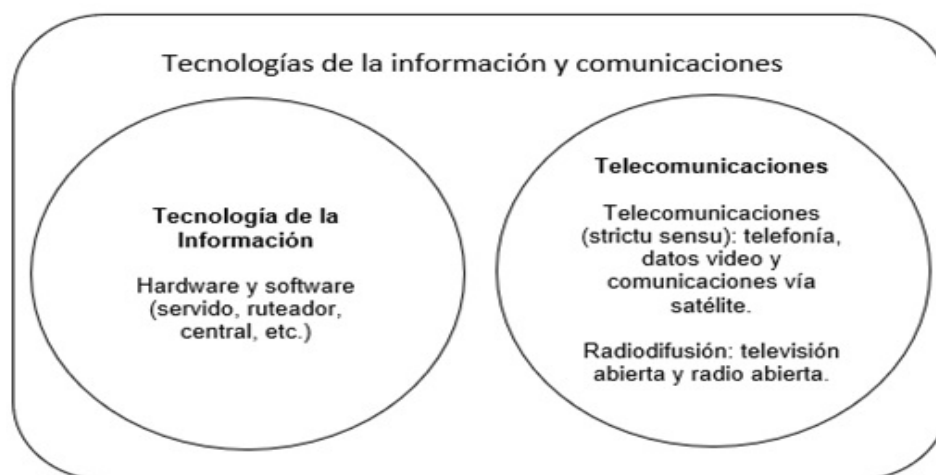 Tecnologías de la información y comunicaciones
Tecnología de la
Información
Hardware y software
(servido, ruteador,
central, etc.)
Telecomunicaciones
Telecomunicaciones
(strictu sensu): telefonía,
datos video y
comunicaciones vía
satélite.
Radiodifusión: televisión
abierta y radio abierta.